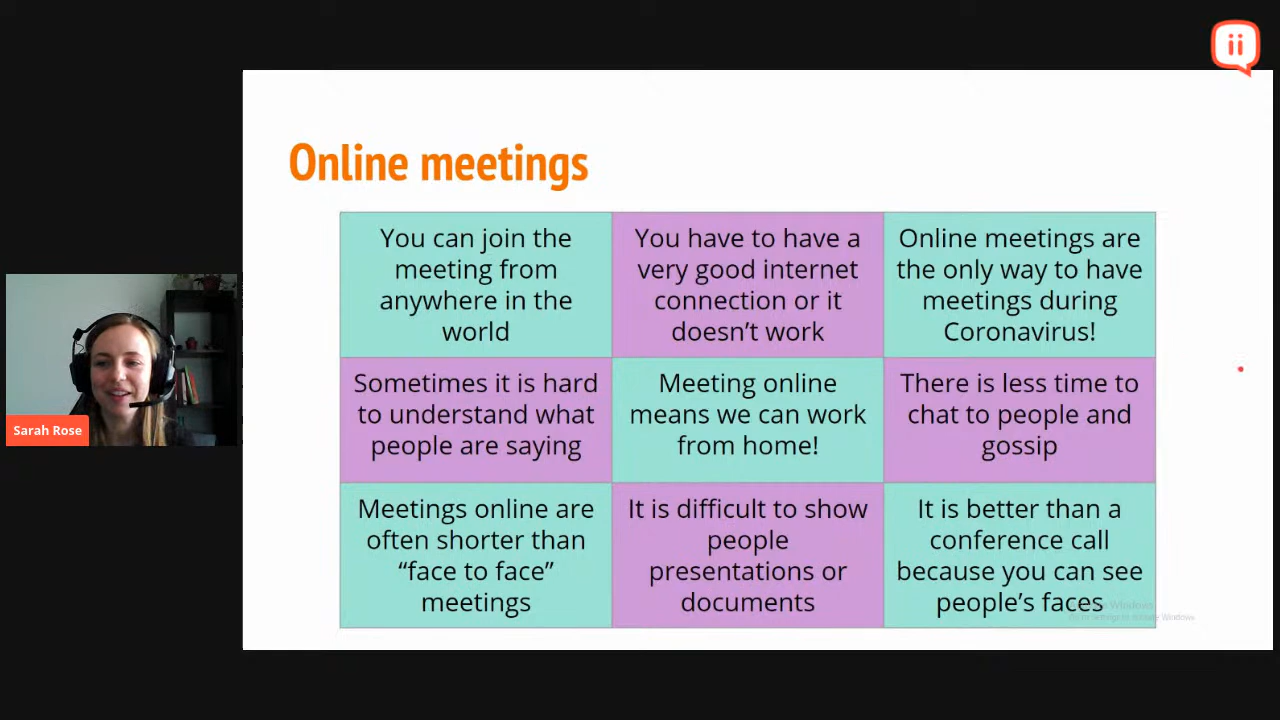 Online meetings
You can join the
meeting from
anywhere in the
world
You have to have a
very good internet
connection or it
doesn’t work
Online meetings are
the only way to have
meetings during
Coronavirus!
Sometimes it is hard
to understand what
people are saying
Meeting online
means we can work
from home!
There is less time to
chat to people and
gossip
Meetings online are
often shorter than
“face to face”
meetings
It is difficult to show
people
presentations or
documents
It is better than a
conference call
because you can see
people’s faces
Windows
Windows
Sarah Rose